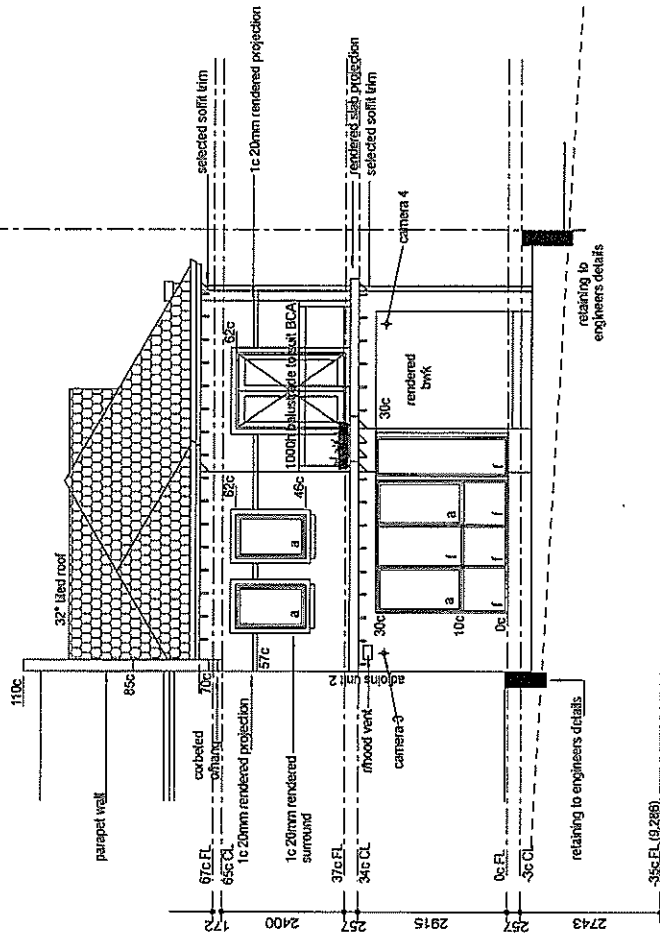 110c
parapet wall
85c
32° tiled roof
corbeled
o/hang
70c
67c FL
65c CL
selected soffit trim
1c 20mm rendered projection
1c 20mm rendered projection
57c
62c
62c
46c
1c 20mm rendered
surround
1000h balustrade to suit BCA
37c FL
34c CL
rendered slab projection
selected soffit trim
r/hood vent
adjoins unit 2
camera 3
camera 4
30c
30c
rendered
bwk
10c
0c
a
a
a
a
f
f
f
f
f
0c FL
-3c CL
retaining to
engineers details
retaining to engineers details
-35c FL (9,286)
172
2400
257
2915
257
2743